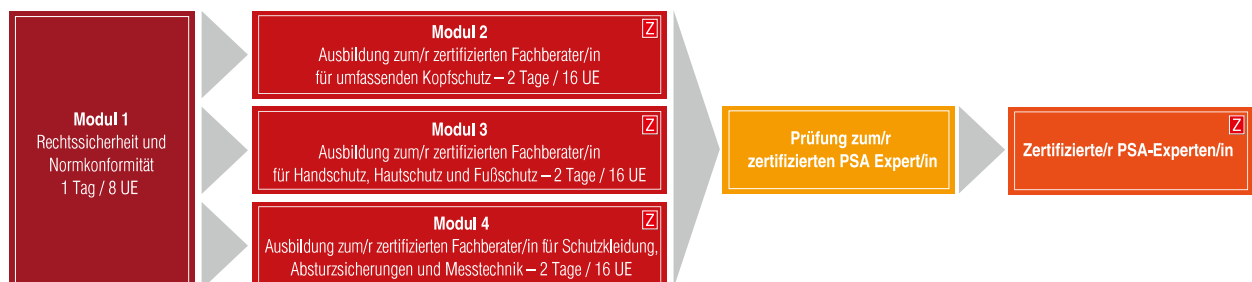 Modul 1
Rechtssicherheit und
Normkonformität
1 Tag / 8 UE
Modul 2
Z
Ausbildung zum/r zertifizierten Fachberater/in
für umfassenden Kopfschutz – 2 Tage / 16 UE
Modul 3
Z
Ausbildung zum/r zertifizierten Fachberater/in
für Handschutz, Hautschutz und Fußschutz – 2 Tage / 16 UE
Modul 4
Z
Ausbildung zum/r zertifizierten Fachberater/in für Schutzkleidung,
Absturzsicherungen und Messtechnik – 2 Tage / 16 UE
Prüfung zum/r
zertifizierten PSA Expert/in
Z
Zertifizierte/r PSA-Experten/in